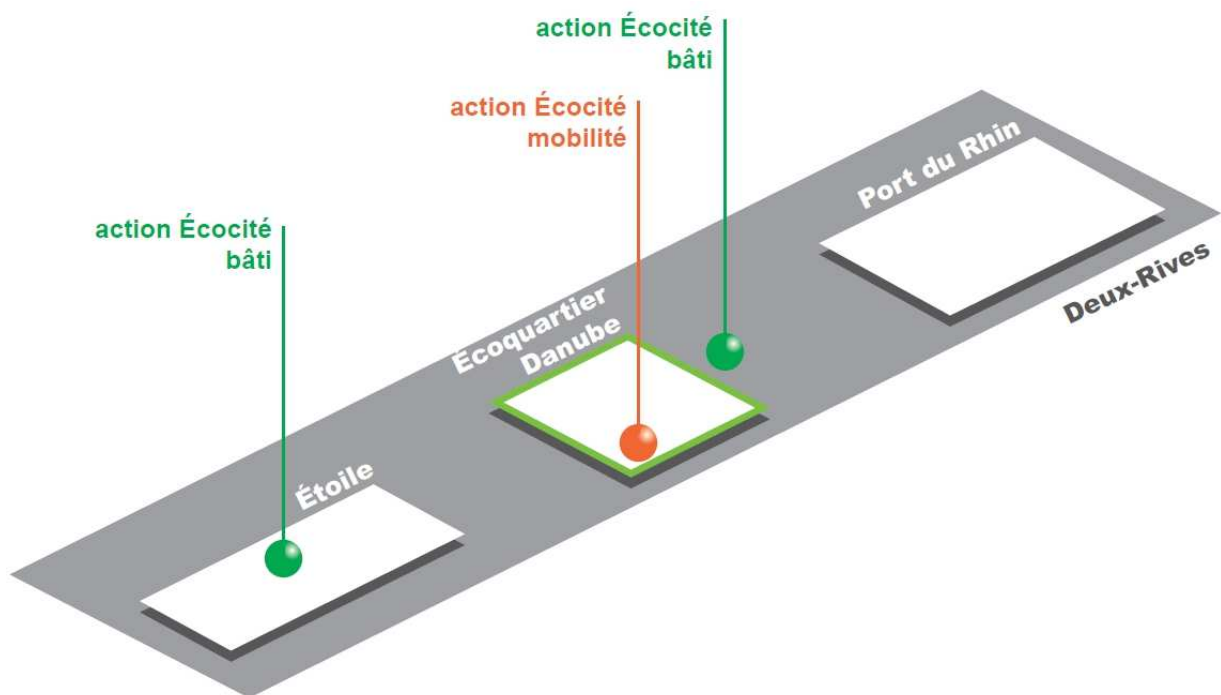 action Écocité
bâti
action Écocité
mobilité
action Écocité
bâti
Port du Rhin
Deux-Rives
Écoquartier
Danube
Étoile